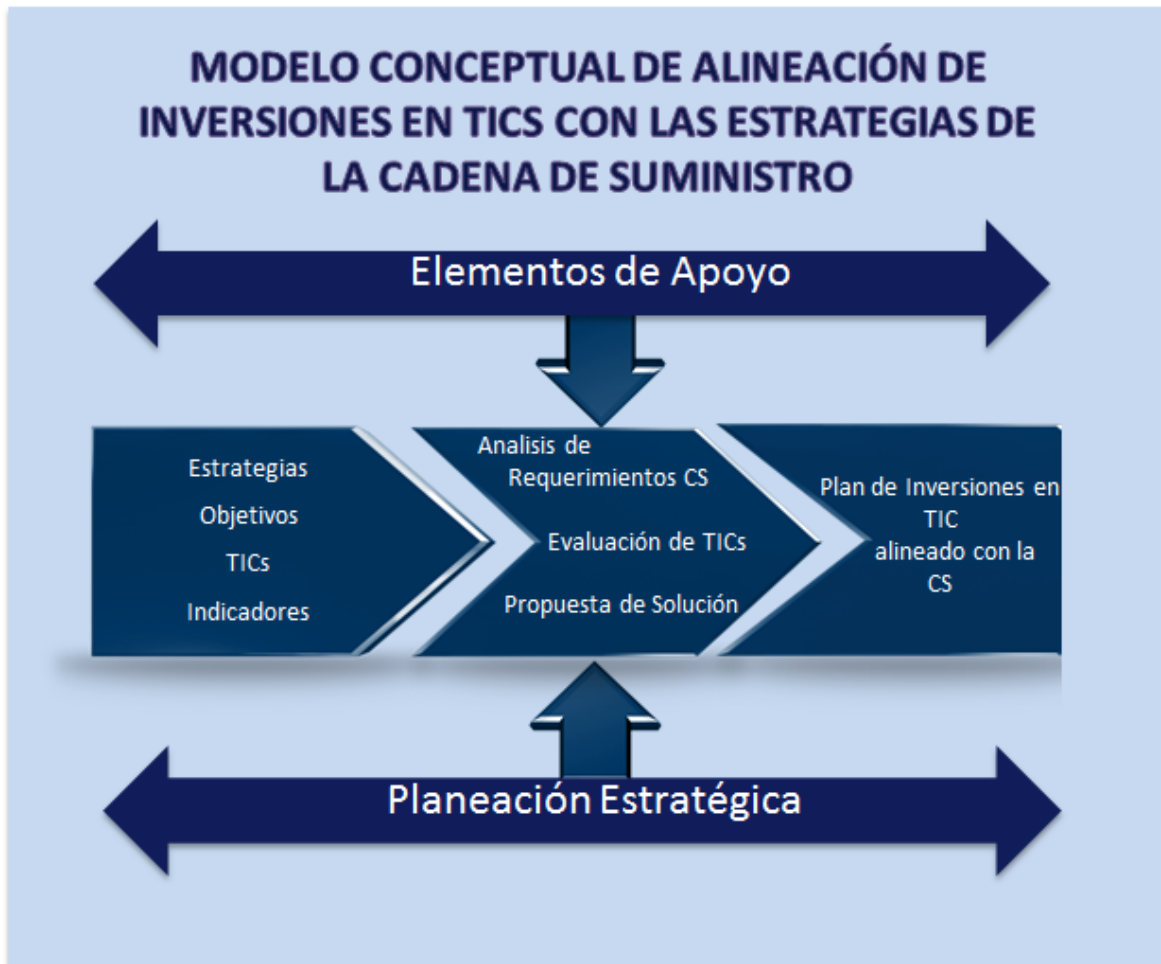 MODELO CONCEPTUAL DE ALINEACIÓN DE
INVERSIONES EN TICS CON LAS ESTRATEGIAS DE
LA CADENA DE SUMINISTRO
Elementos de Apoyo
Estrategias
Objetivos
TICs
Indicadores
Analisis de
Requerimientos CS
Evaluación de TICs
Propuesta de Solución
Plan de Inversiones en
TIC
alineado con la
CS
Planeación Estratégica